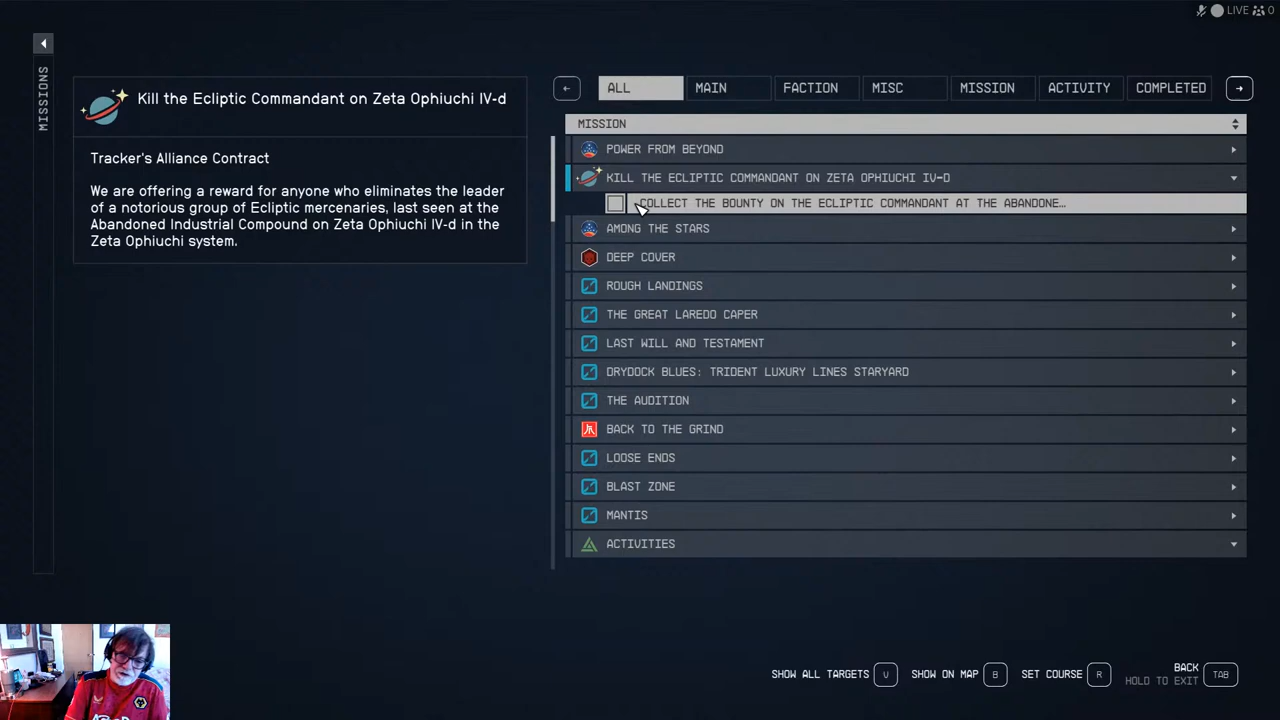 LIVE 0
MISSIONS
Kill the Ecliptic Commandant on Zeta Ophiuchi IV-d
Tracker's Alliance Contract
We are offering a reward for anyone who eliminates the leader
of a notorious group of Ecliptic mercenaries, last seen at the
Abandoned Industrial Compound on Zeta Ophiuchi IV-d in the
Zeta Ophiuchi system.
ALL MAIN FACTION MISC MISSION ACTIVITY COMPLETED
MISSION
POWER FROM BEYOND
KILL THE ECLIPTIC COMMANDANT ON ZETA OPHIUCHI IV-D
COLLECT THE BOUNTY ON THE ECLIPTIC COMMANDANT AT THE ABANDONE...
AMONG THE STARS
DEEP COVER
ROUGH LANDINGS
THE GREAT LAREDO CAPER
LAST WILL AND TESTAMENT
DRYDOCK BLUES: TRIDENT LUXURY LINES STARYARD
THE AUDITION
BACK TO THE GRIND
LOOSE ENDS
BLAST ZONE
MANTIS
ACTIVITIES
SHOW ALL TARGETS V SHOW ON MAP B SET COURSE R BACK TAB
HOLD TO EXIT